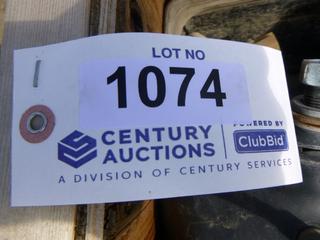 LOT NO
1074
CENTURY
AUCTIONS
POWERED BY
ClubBid
A DIVISION OF CENTURY SERVICES